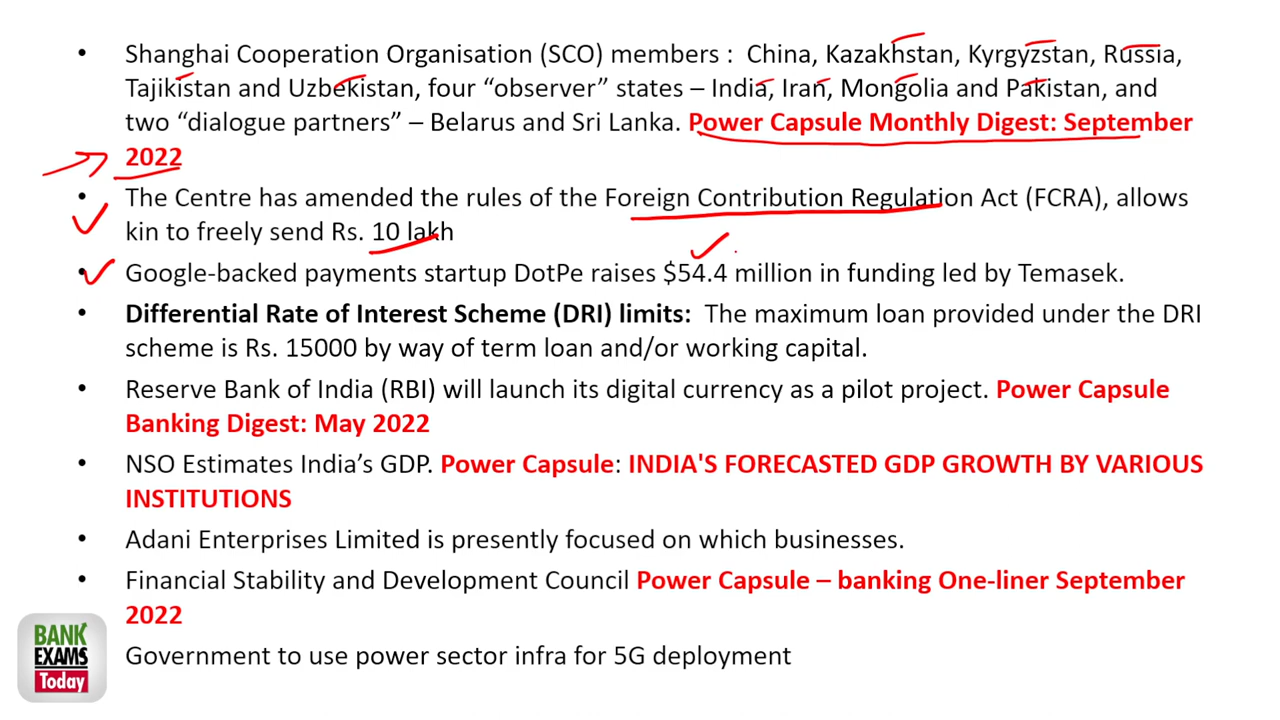 • Shanghai Cooperation Organisation (SCO) members :  China, Kazakhstan, Kyrgyzstan, Russia,
Tajikistan and Uzbekistan, four “observer” states – India, Iran, Mongolia and Pakistan, and
two “dialogue partners” – Belarus and Sri Lanka. Power Capsule Monthly Digest: September
2022
• The Centre has amended the rules of the Foreign Contribution Regulation Act (FCRA), allows
kin to freely send Rs. 10 lakh
• Google-backed payments startup DotPe raises $54.4 million in funding led by Temasek.
• Differential Rate of Interest Scheme (DRI) limits:  The maximum loan provided under the DRI
scheme is Rs. 15000 by way of term loan and/or working capital.
• Reserve Bank of India (RBI) will launch its digital currency as a pilot project. Power Capsule
Banking Digest: May 2022
• NSO Estimates India’s GDP. Power Capsule: INDIA'S FORECASTED GDP GROWTH BY VARIOUS
INSTITUTIONS
• Adani Enterprises Limited is presently focused on which businesses.
• Financial Stability and Development Council Power Capsule – banking One-liner September
2022
Government to use power sector infra for 5G deployment
BANK
EXAMS
Today